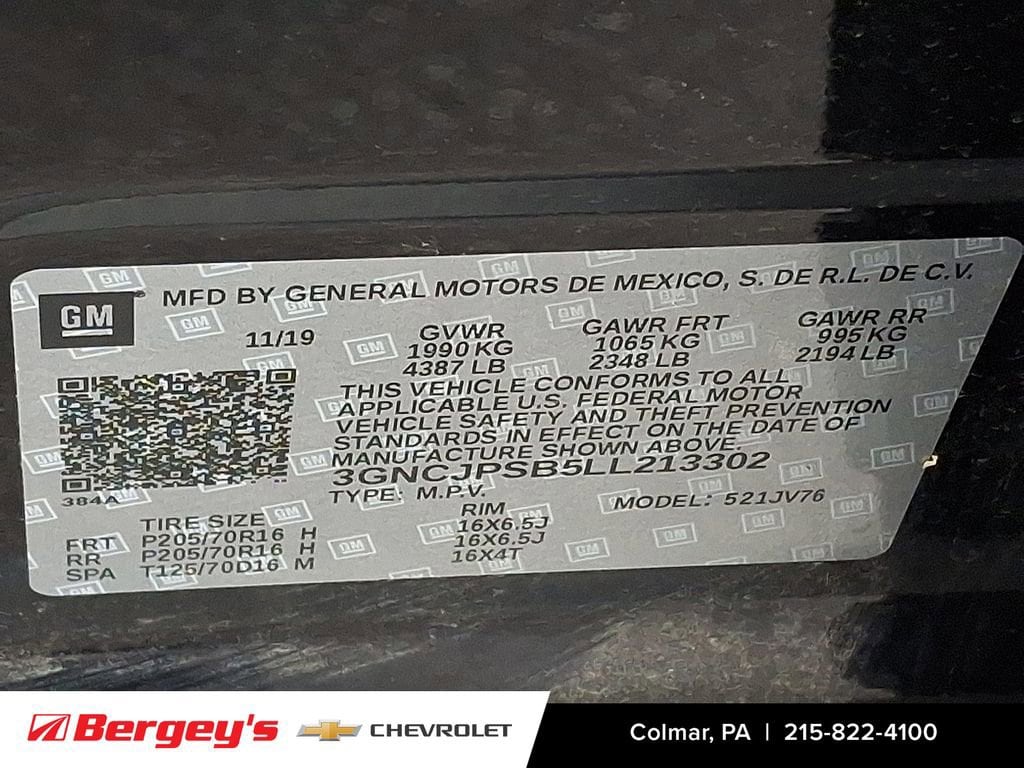 GM
MFD BY GENERAL MOTORS DE MEXICO, S. DE R.L. DE C.V.
11/19 GVWR GAWR FRT GAWR RR
1990 KG 1065 KG 995 KG
4387 LB 2348 LB 2194 LB
THIS VEHICLE CONFORMS TO ALL
APPLICABLE U.S. FEDERAL MOTOR
VEHICLE SAFETY AND THEFT PREVENTION
STANDARDS IN EFFECT ON THE DATE OF
MANUFACTURE SHOWN ABOVE.
3GNCJPSB5LL213302
384A
TYPE: M.P.V. MODEL: 521JV76
TIRE SIZE RIM
FRT P205/70R16 H 16X6.5J
RR P205/70R16 H 16X6.5J
SPA T125/70D16 M 16X4T
Bergey's CHEVROLET Colmar, PA | 215-822-4100